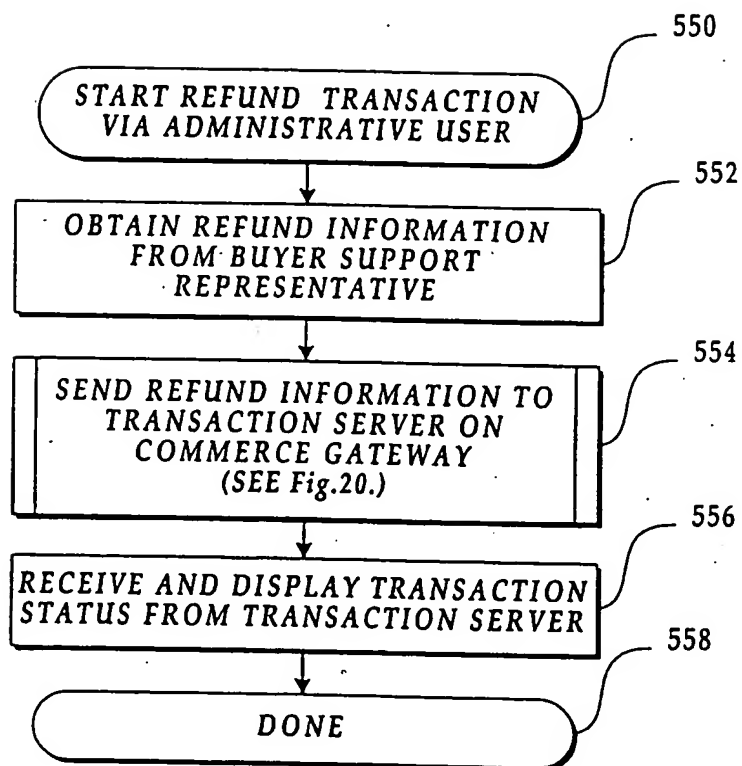 550
START REFUND TRANSACTION
VIA ADMINISTRATIVE USER
552
OBTAIN REFUND INFORMATION
FROM BUYER SUPPORT
REPRESENTATIVE
554
SEND REFUND INFORMATION TO
TRANSACTION SERVER ON
COMMERCE GATEWAY
(SEE Fig.20.)
556
RECEIVE AND DISPLAY TRANSACTION
STATUS FROM TRANSACTION SERVER
558
DONE